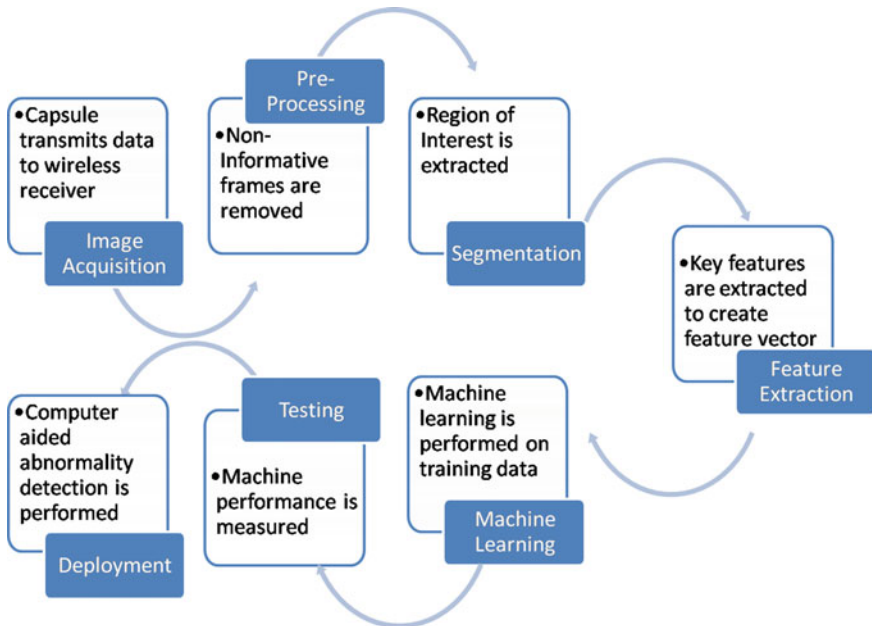 •Capsule
transmits data
to wireless
receiver
Image
Acquisition
Pre-
Processing
•Non-
Informative
frames are
removed
•Region of
Interest is
extracted
Segmentation
•Key features
are extracted
to create
feature vector
Feature
Extraction
•Machine
learning is
performed on
training data
Machine
Learning
Testing
•Machine
performance is
measured
•Computer
aided
abnormality
detection is
performed
Deployment